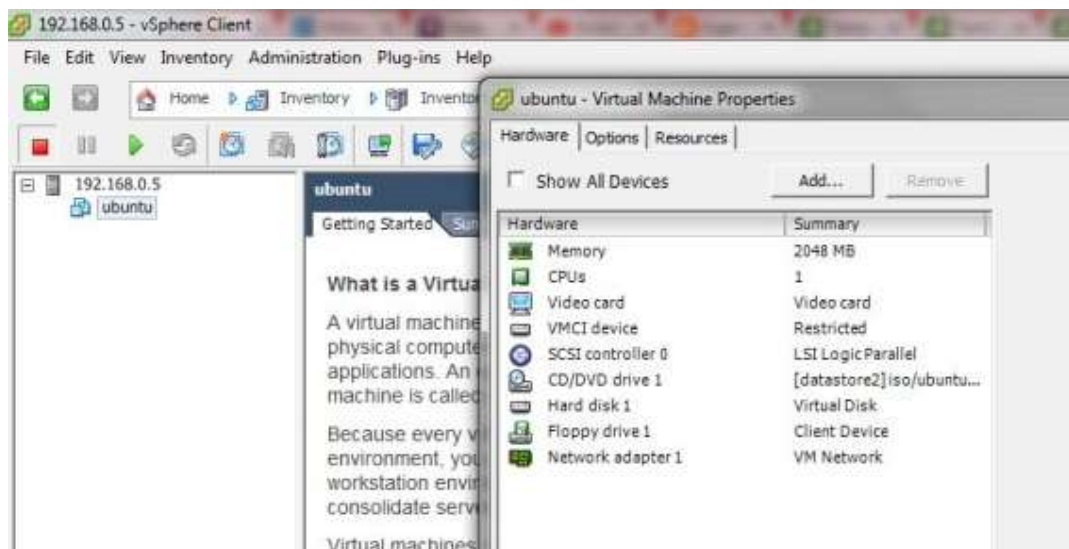 192.168.0.5 - vSphere Client
File Edit View Inventory Administration Plug-ins Help
Home Inventory
ubuntu - Virtual Machine Properties
Hardware Options Resources
Show All Devices Add... Remove
192.168.0.5
ubuntu
ubuntu
Getting Started
Hardware Summary
Memory 2048 MB
CPUs 1
Video card Video card
VMCI device Restricted
SCSI controller 0 LSI Logic Parallel
CD/DVD drive 1 [datastore2] iso/ubuntu...
Hard disk 1 Virtual Disk
Floppy drive 1 Client Device
Network adapter 1 VM Network
What is a Virtua
A virtual machine
physical compute
applications. An
machine is called
Because every v
environment, you
workstation envir
consolidate serve
Virtual machines